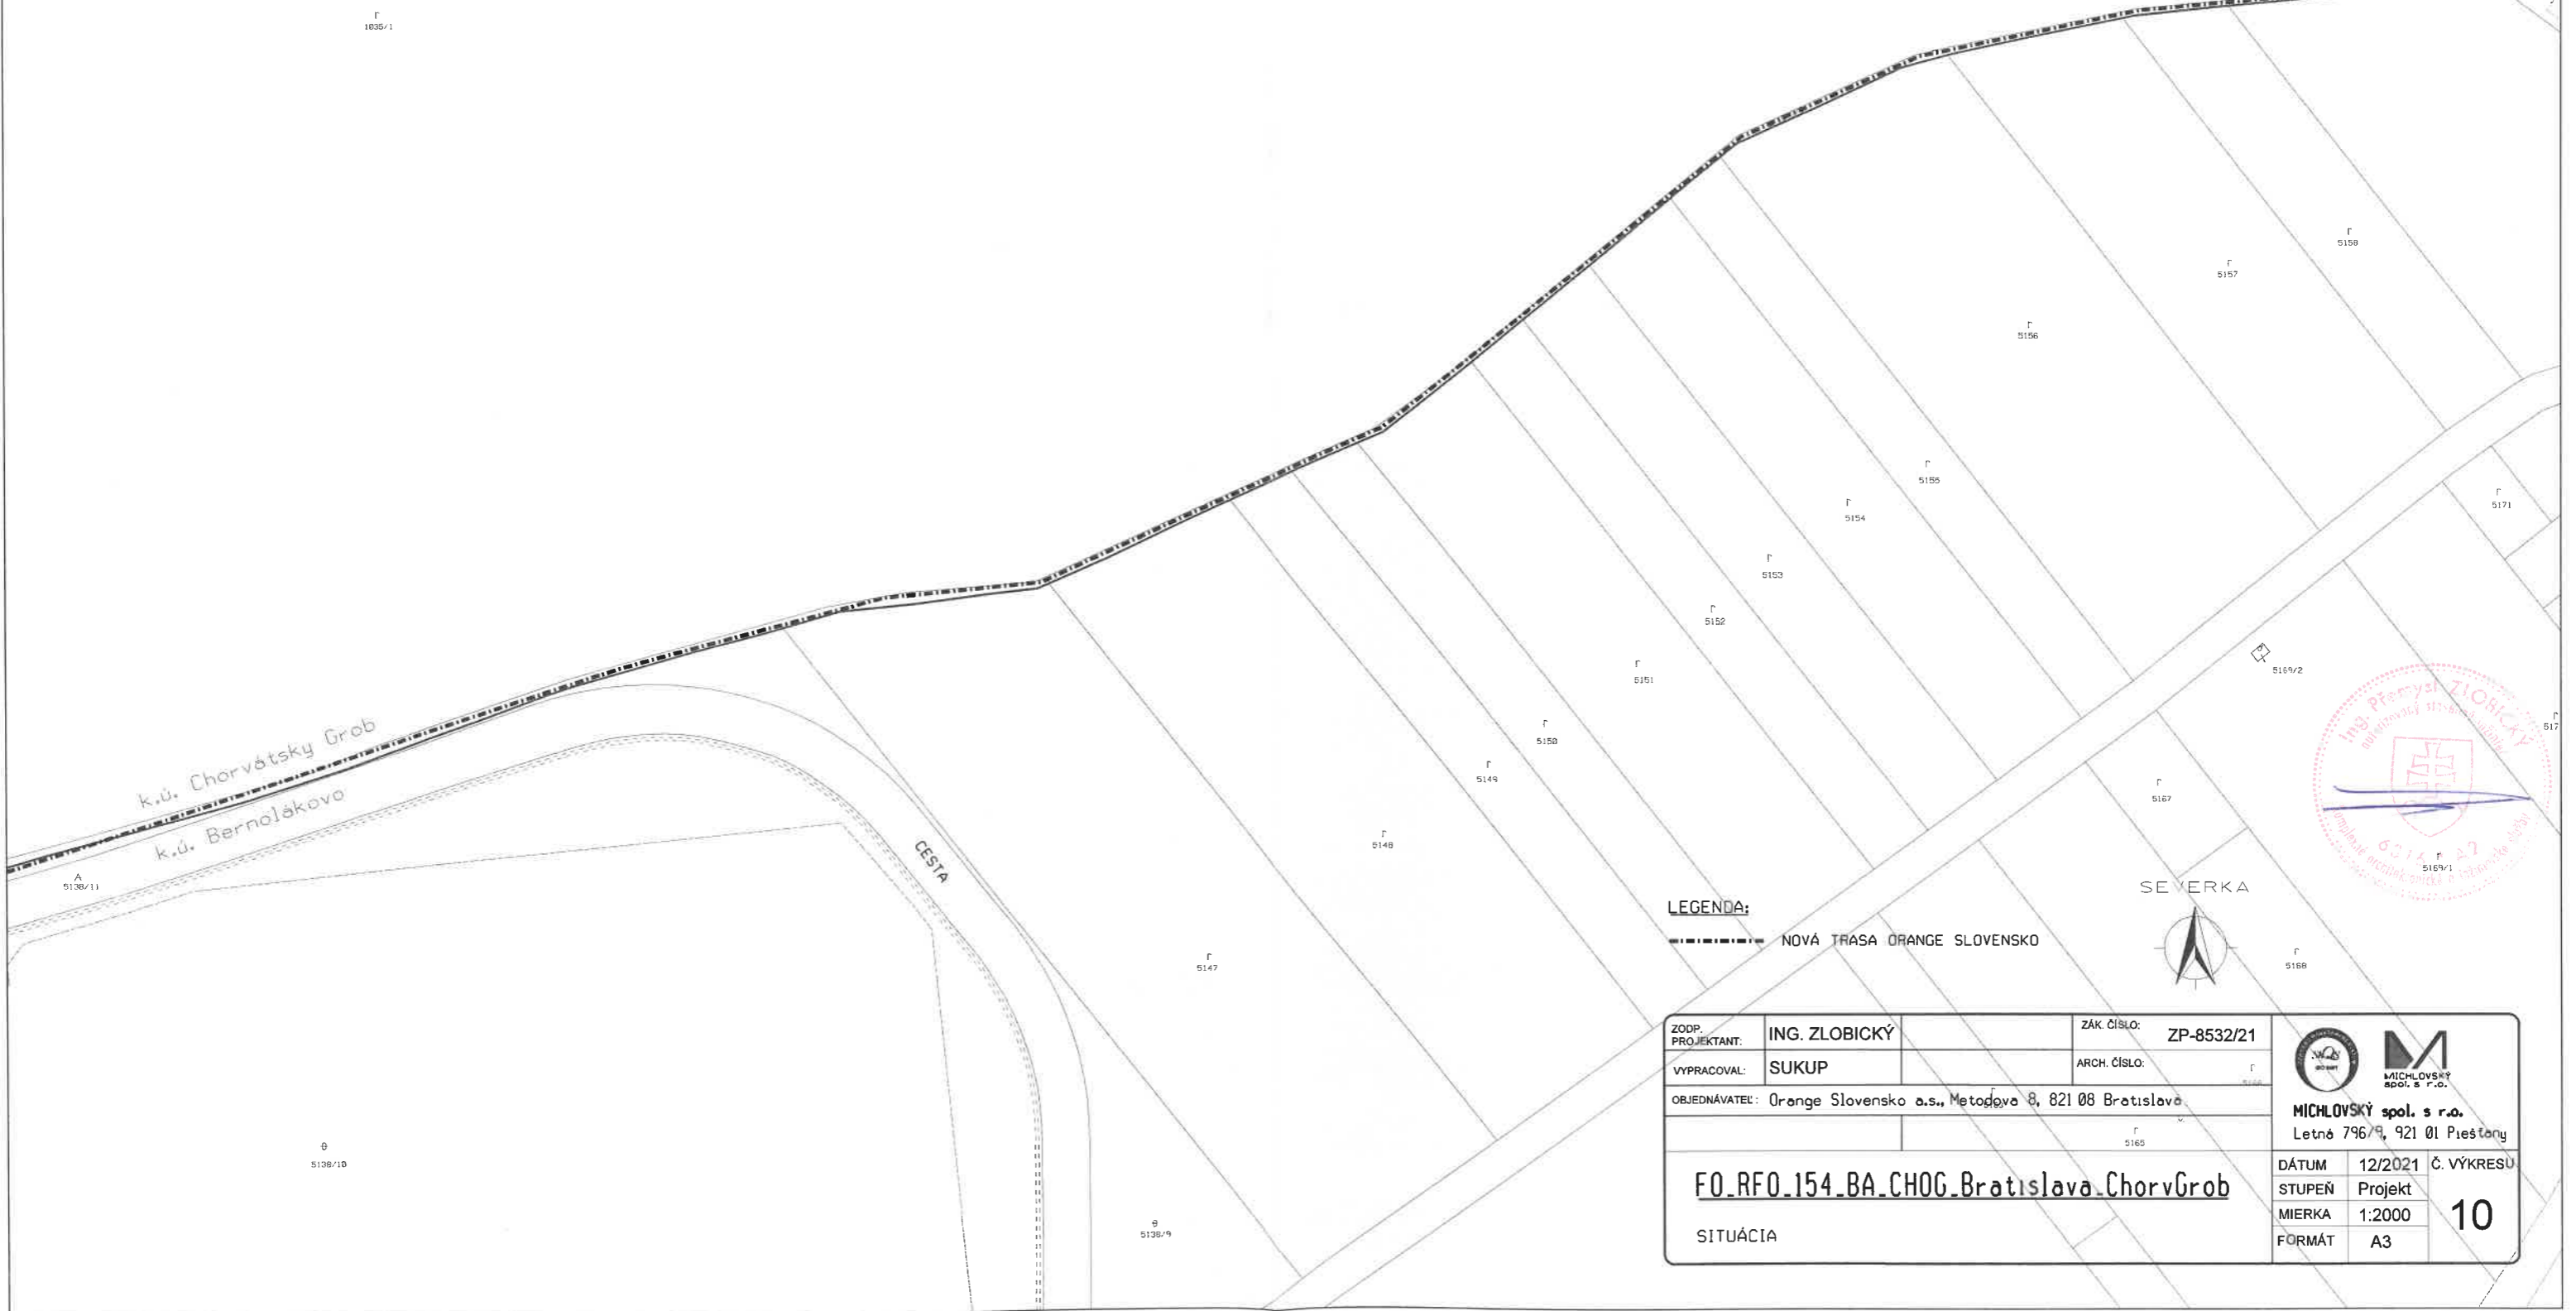 1035/1
5158
5157
5156
5155
5154
5153
5152
5151
5150
5149
5148
5147
5171
5169/2
517
5167
5169/1
5168
5165
k.ú. Chorvátsky Grob
k.ú. Bernolákovo
A
5138/11
CESTA
5138/10
5138/9
Ing. Přemysl ZLOBICKÝ
SEVERKA
LEGENDA:
NOVÁ TRASA ORANGE SLOVENSKO
ZODP. PROJEKTANT: ING. ZLOBICKÝ
ZÁK. ČÍSLO: ZP-8532/21
VYPRACOVAL: SUKUP
ARCH. ČÍSLO:
OBJEDNÁVATEĽ: Orange Slovensko a.s., Metodova 8, 821 08 Bratislava
FO_RFO_154_BA_CHOG_Bratislava_ChorvGrob
SITUÁCIA
MICHLOVSKÝ
spol. s r.o.
MICHLOVSKÝ spol. s r.o.
Letná 796/9, 921 01 Piešťany
DÁTUM 12/2021 Č. VÝKRESU
STUPEŇ Projekt
MIERKA 1:2000
10
FORMÁT A3